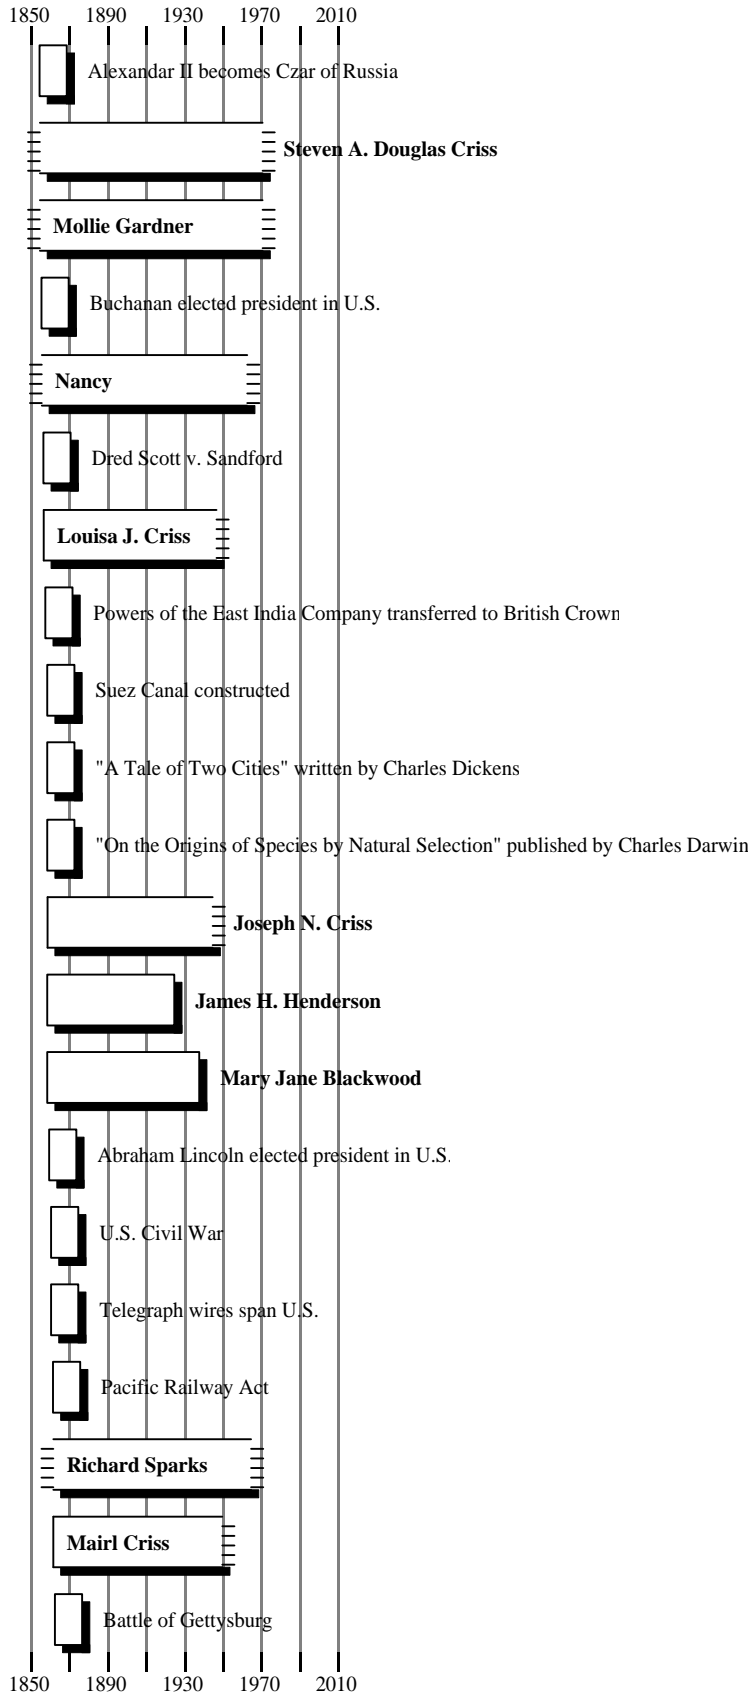 1850 1890 1930 1970 2010
Alexandar II becomes Czar of Russia
Steven A. Douglas Criss
Mollie Gardner
Buchanan elected president in U.S.
Nancy
Dred Scott v. Sandford
Louisa J. Criss
Powers of the East India Company transferred to British Crown
Suez Canal constructed
"A Tale of Two Cities" written by Charles Dickens
"On the Origins of Species by Natural Selection" published by Charles Darwin
Joseph N. Criss
James H. Henderson
Mary Jane Blackwood
Abraham Lincoln elected president in U.S.
U.S. Civil War
Telegraph wires span U.S.
Pacific Railway Act
Richard Sparks
Mairl Criss
Battle of Gettysburg
1850 1890 1930 1970 2010